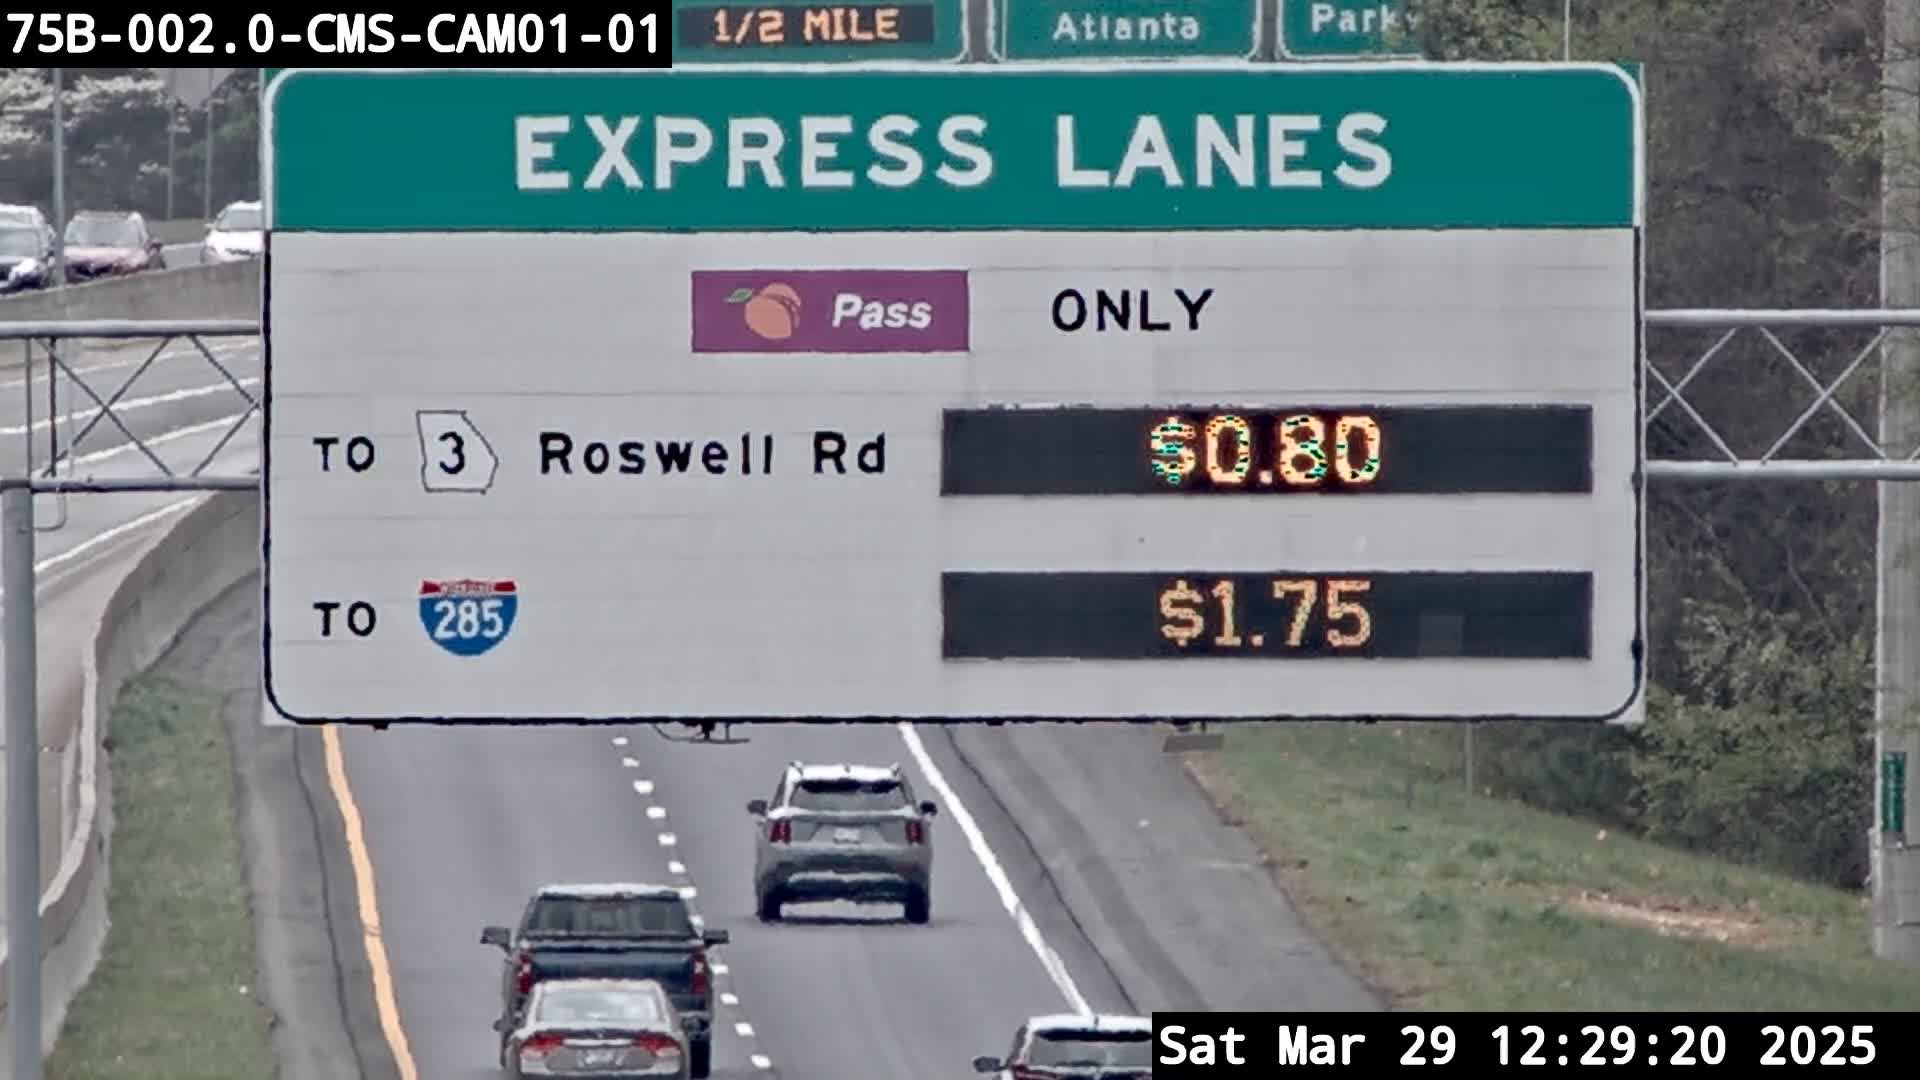 75B-002.0-CMS-CAM01-01
1/2 MILE
Atlanta
EXPRESS LANES
Pass ONLY
TO 3 Roswell Rd $0.80
TO 285 $1.75
Sat Mar 29 12:29:20 2025